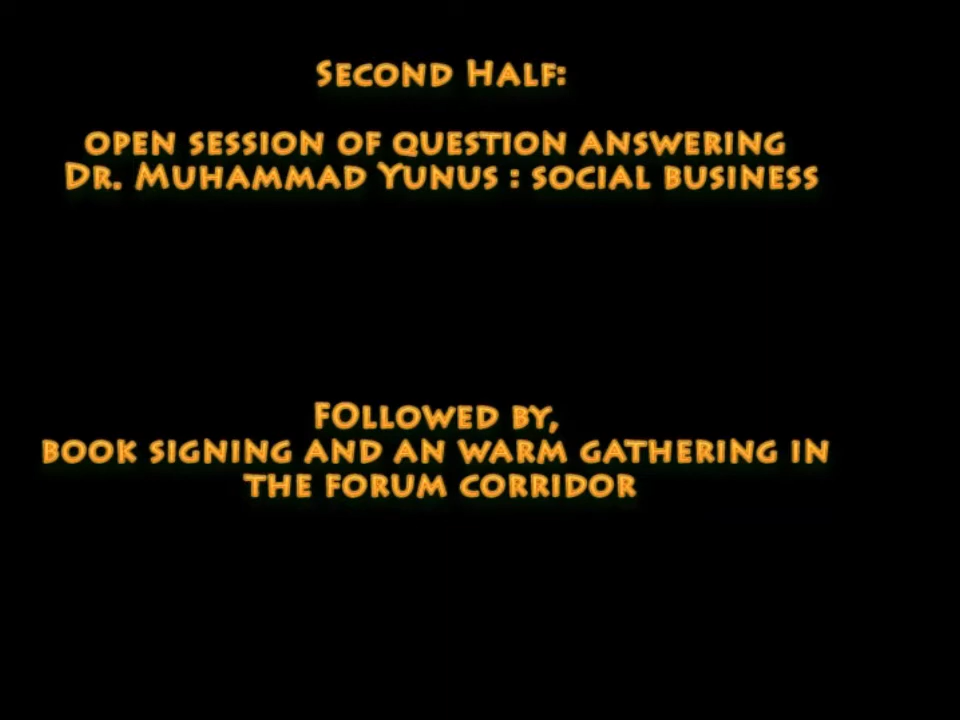 Second Half:
open session of question answering
Dr. Muhammad Yunus : social business
FOllowed by,
book signing and an warm gathering in
the forum corridor